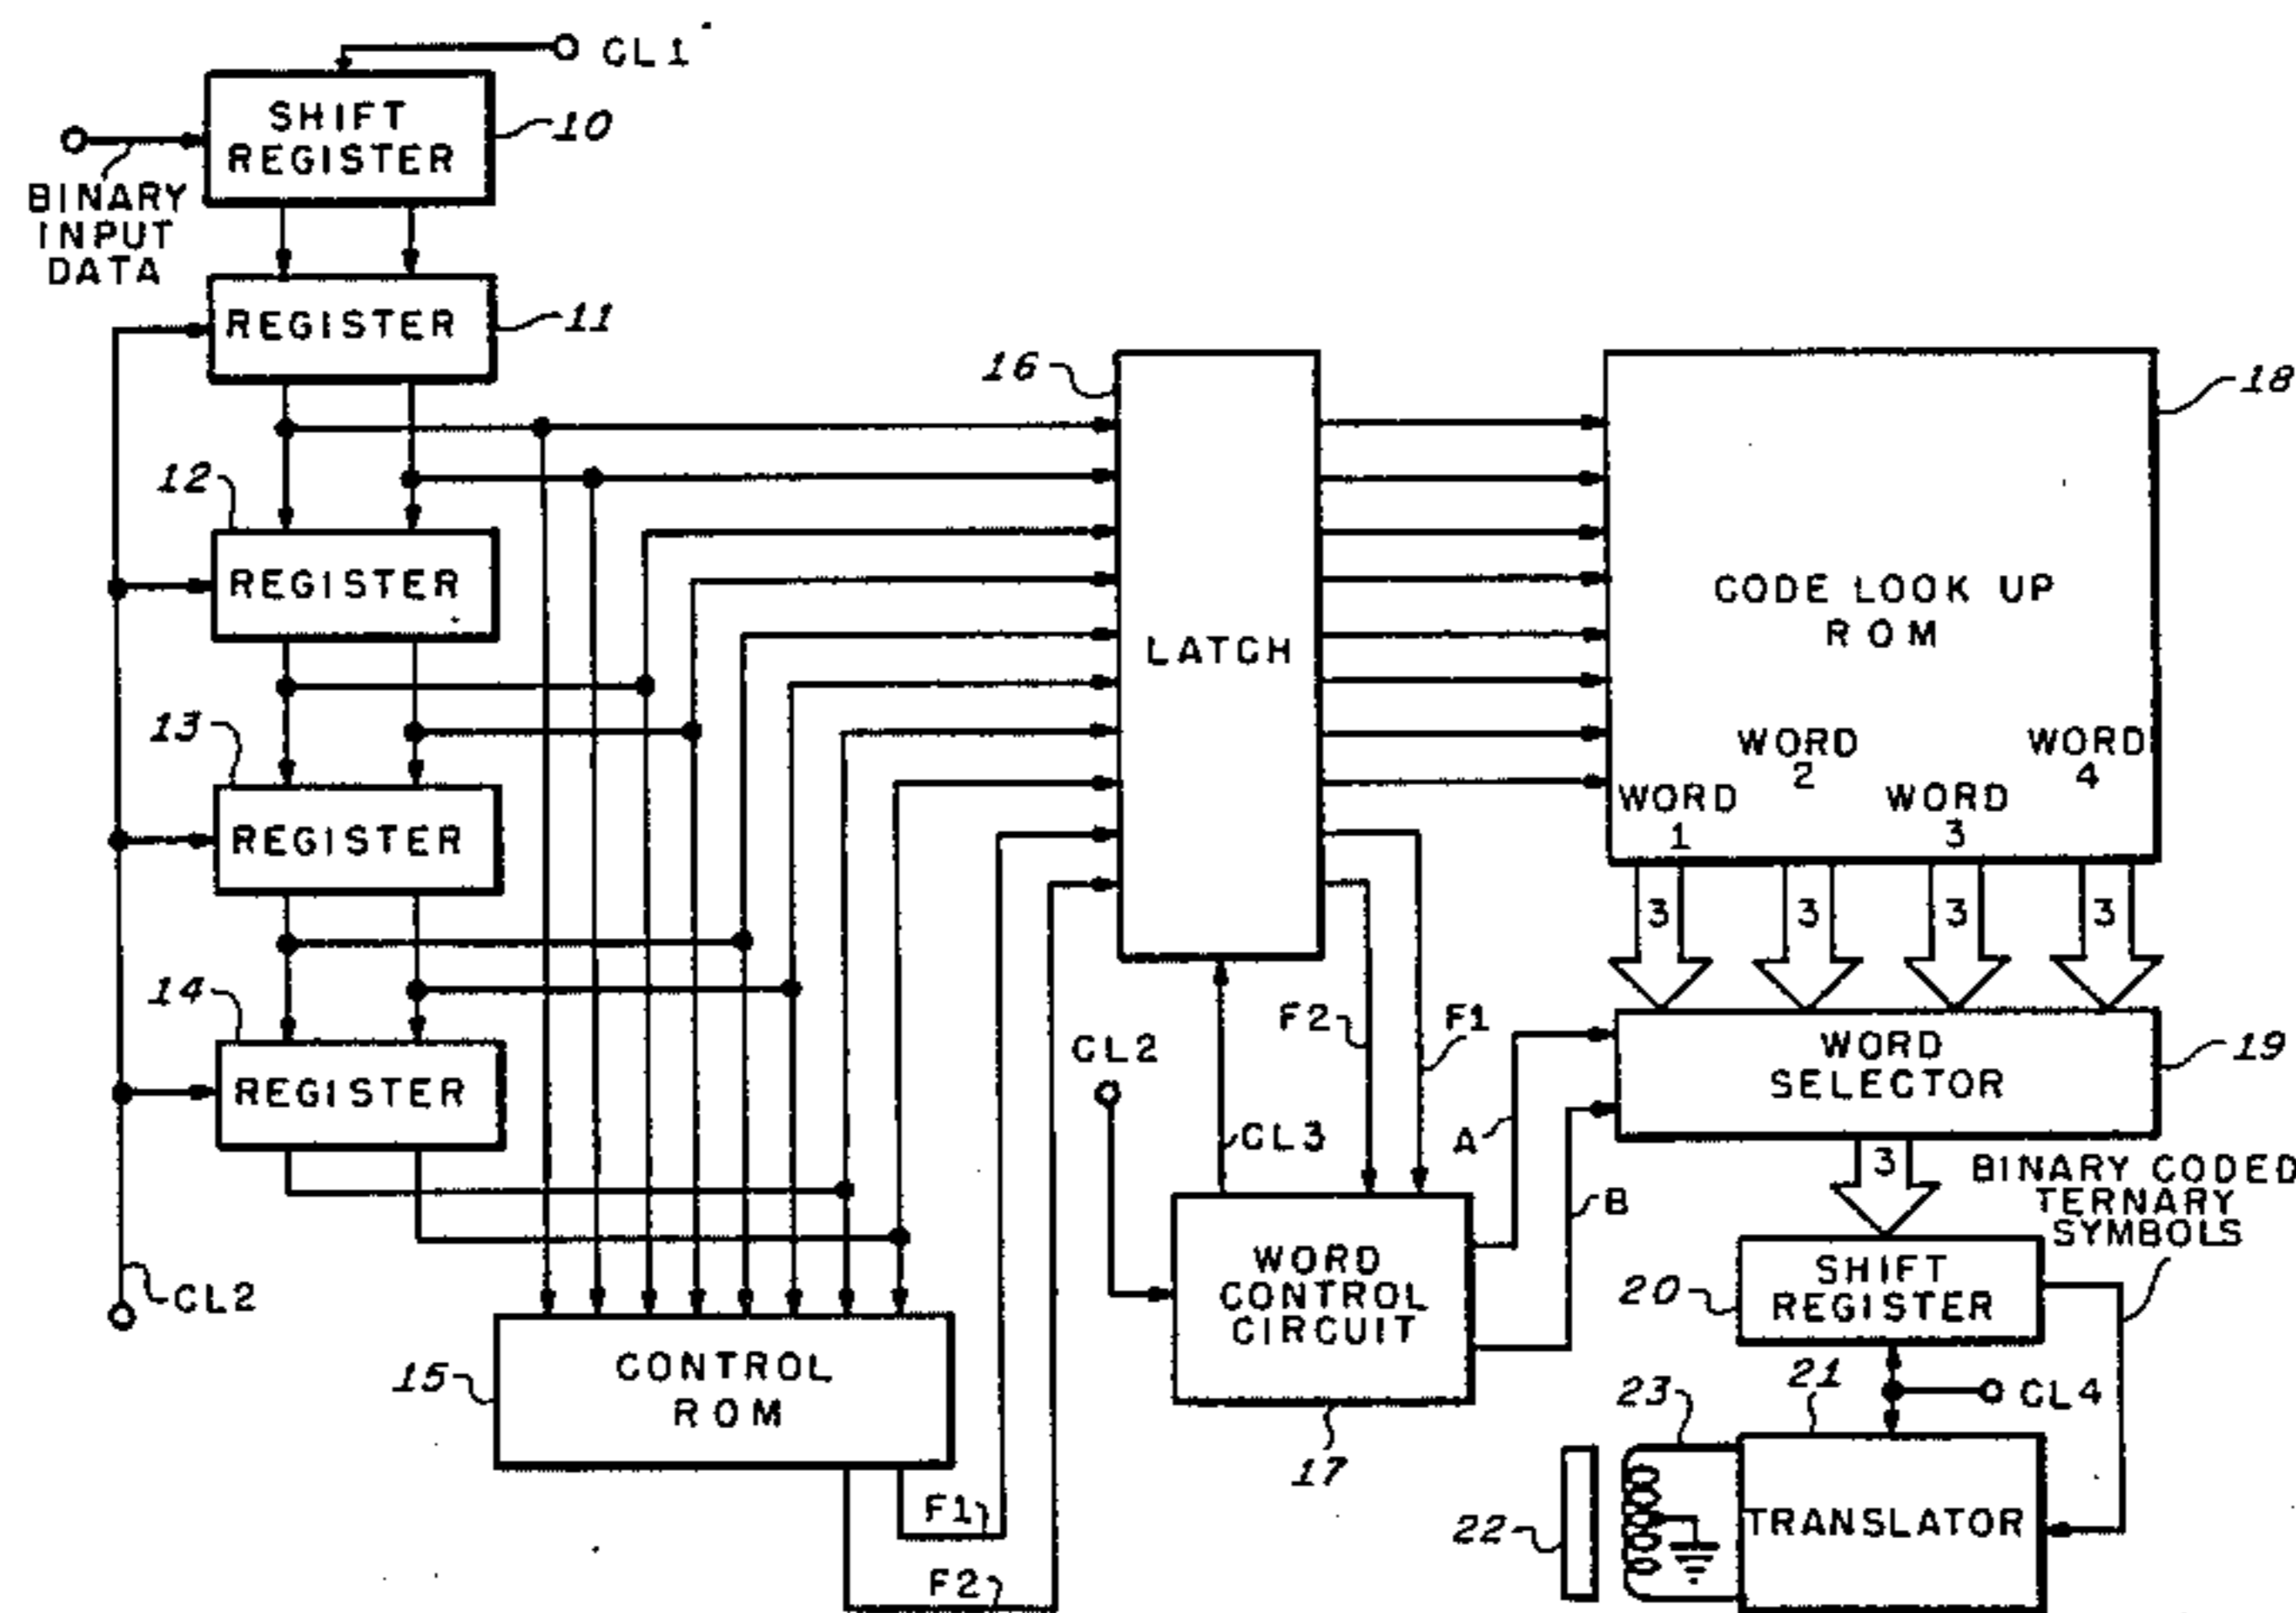 CL1
SHIFT
REGISTER
10
BINARY
INPUT
DATA
REGISTER
11
16
18
12
REGISTER
LATCH
CODE LOOK UP
ROM
WORD
1
WORD
2
WORD
3
WORD
4
13
REGISTER
3
3
3
3
14
REGISTER
F2
F1
CL2
CL3
A
B
WORD
SELECTOR
19
3
BINARY CODED
TERNARY
SYMBOLS
CL2
WORD
CONTROL
CIRCUIT
17
20
SHIFT
REGISTER
15
CONTROL
ROM
23
21
CL4
F1
F2
22
TRANSLATOR